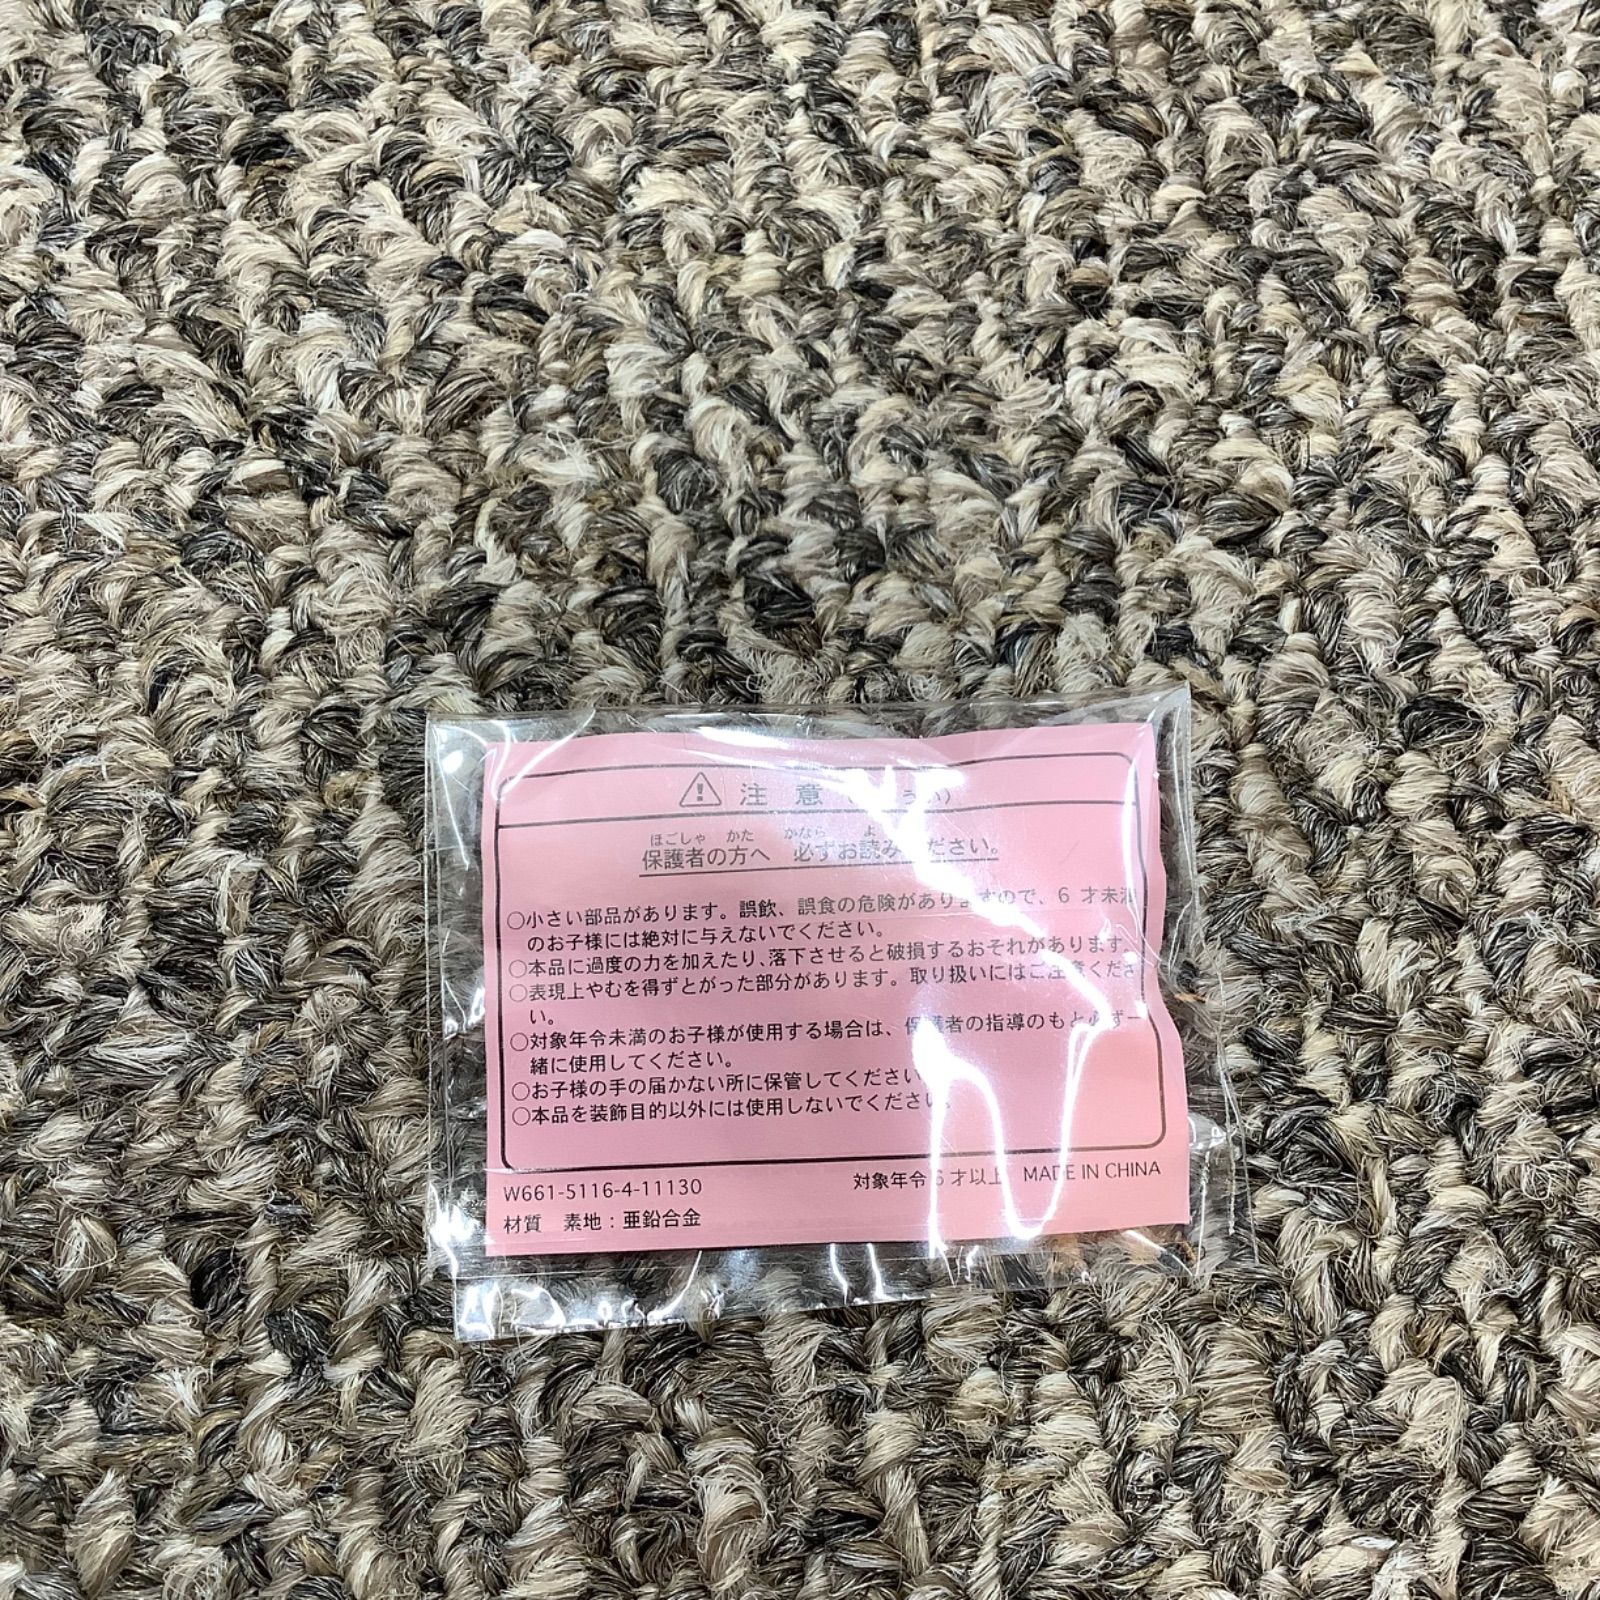 注意
ほごしゃ かた かなら よ
保護者の方へ 必ずお読みください。
○小さい部品があります。誤飲、誤食の危険がありますので、6才未満
のお子様には絶対に与えないでください。
○本品に過度の力を加えたり、落下させると破損するおそれがあります。
○表現上やむを得ずとがった部分があります。取り扱いにはご注意くださ
い。
○対象年令未満のお子様が使用する場合は、保護者の指導のもと必ず一
緒に使用してください。
○お子様の手の届かない所に保管してください。
○本品を装飾目的以外には使用しないでください。
W661-5116-4-11130 対象年令6才以上 MADE IN CHINA
材質 素地:亜鉛合金